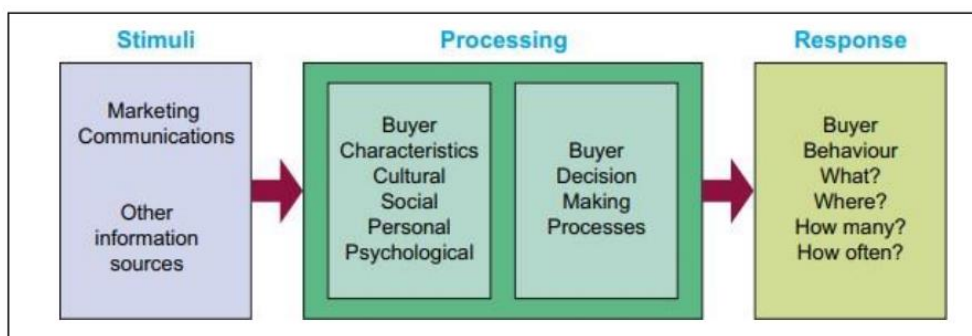 Stimuli
Marketing
Communications
Other
information
sources
Processing
Buyer
Characteristics
Cultural
Social
Personal
Psychological
Buyer
Decision
Making
Processes
Response
Buyer
Behaviour
What?
Where?
How many?
How often?